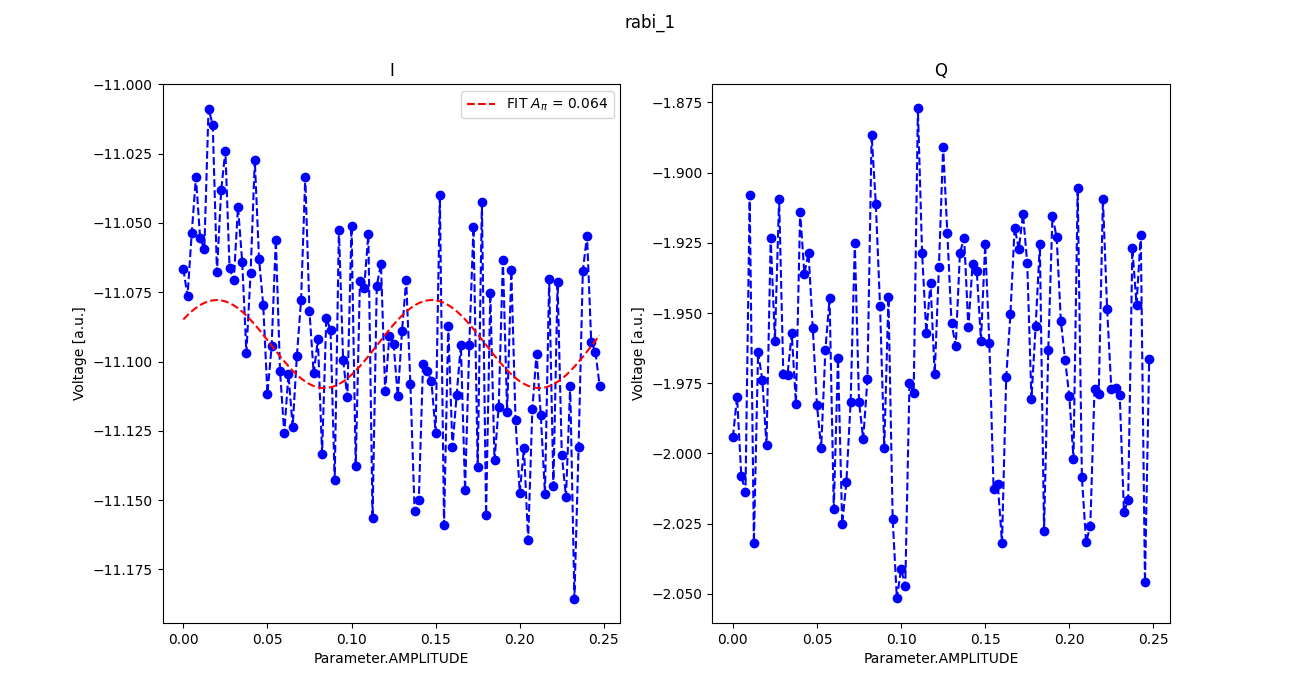 rabi_1
I
Q
FIT Aπ = 0.064
Voltage [a.u.]
−11.000
−11.025
−11.050
−11.075
−11.100
−11.125
−11.150
−11.175
0.00 0.05 0.10 0.15 0.20 0.25
Parameter.AMPLITUDE
Voltage [a.u.]
−1.875
−1.900
−1.925
−1.950
−1.975
−2.000
−2.025
−2.050
0.00 0.05 0.10 0.15 0.20 0.25
Parameter.AMPLITUDE